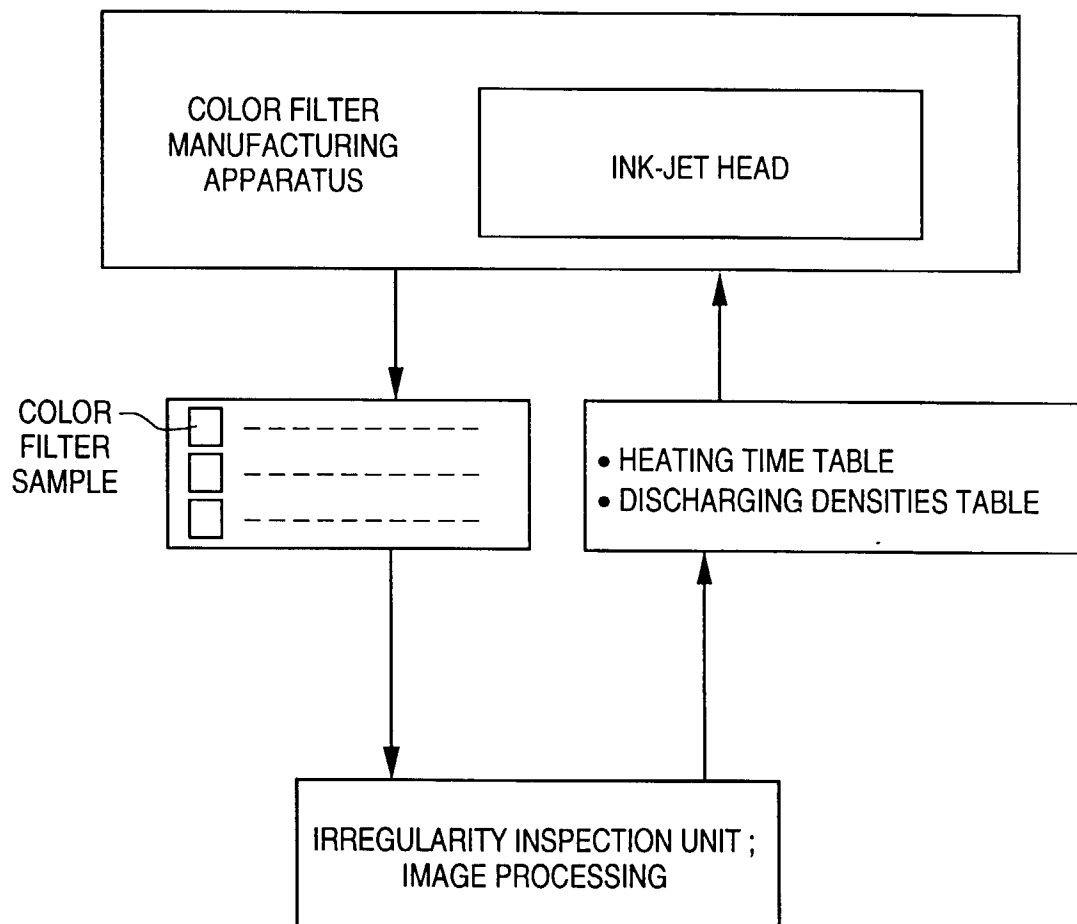 COLOR FILTER
MANUFACTURING
APPARATUS
INK-JET HEAD
COLOR
FILTER
SAMPLE
• HEATING TIME TABLE
• DISCHARGING DENSITIES TABLE
IRREGULARITY INSPECTION UNIT ;
IMAGE PROCESSING